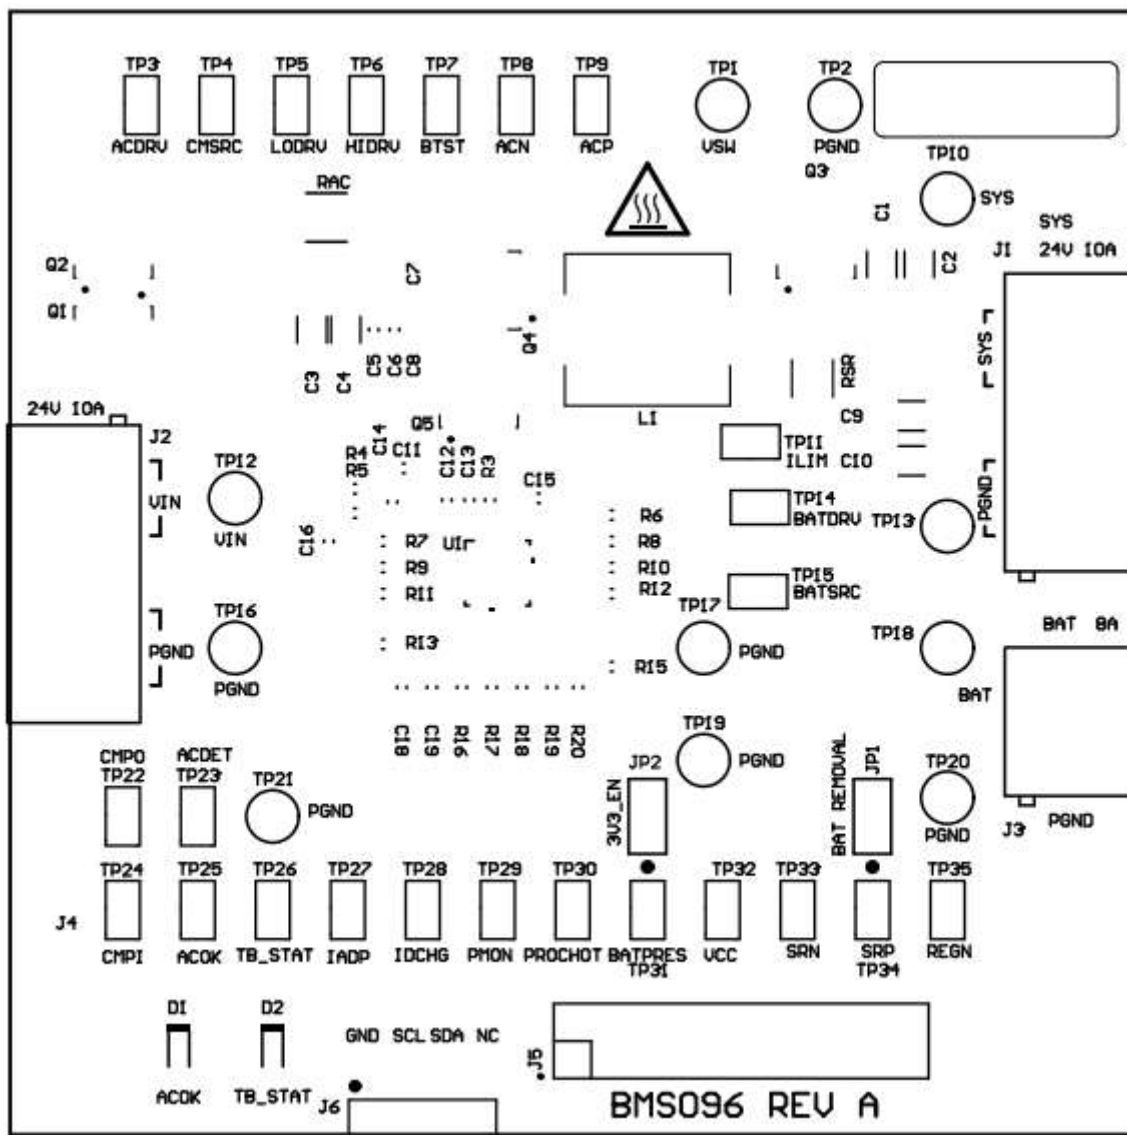 TP3 TP4 TP5 TP6 TP7 TP8 TP9 TP1 TP2
ACDRV CMSRC LODRV HIDRV BTST ACN ACP VSW PGND
Q3 TP10
RAC
SYS
C1
SYS
J1 24V 10A
C2
Q2
C7
Q1
Q4
SYS
C5 C6 C8
C3 C4
RSR
24V 10A
L1
C9
J2
Q5
TP11
ILIM C10
R4
R5
C14
C11
C12
C13
R3
C15
TP12
VIN
VIN
TP14
BATDRV
TP13
PGND
C16
R7
R9
R11
R13
U1
R6
R8
R10
R12
R15
TP15
BATSRC
TP16
PGND
PGND
TP17
PGND
TP18
BAT
BAT 8A
C18 C19 R16 R17 R18 R19 R20
TP19
PGND
CMPO ACDET
TP22 TP23
TP21
PGND
JP2
3V3_EN
JP1
BAT REMOVAL
TP20
PGND
J3
PGND
TP24 TP25 TP26 TP27 TP28 TP29 TP30 TP32 TP33 TP35
J4
CMPI ACOK TB_STAT IADP IDCHG PMON PROCHOT BATPRES VCC SRN SRP REGN
TP31 TP34
D1 D2
ACOK TB_STAT
GND SCL SDA NC
J5
J6
BMS096 REV A